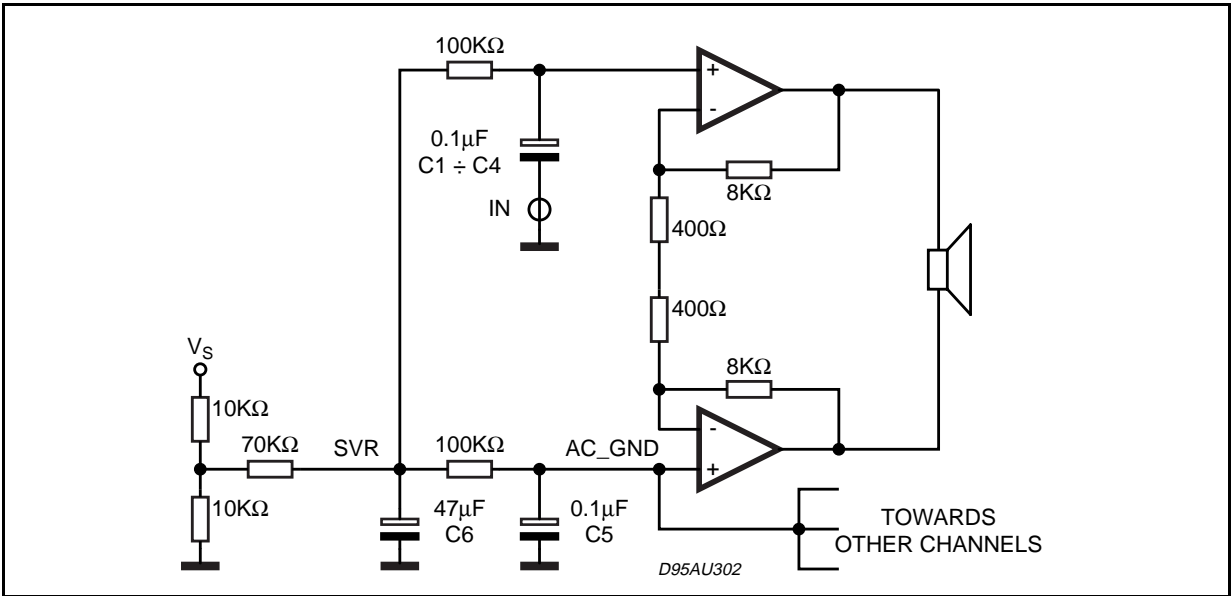 100KΩ
+
-
0.1μF
C1 ÷ C4
8KΩ
IN
400Ω
400Ω
VS
8KΩ
10KΩ
70KΩ
SVR
100KΩ
AC_GND
-
+
10KΩ
47μF
C6
0.1μF
C5
TOWARDS
OTHER CHANNELS
D95AU302